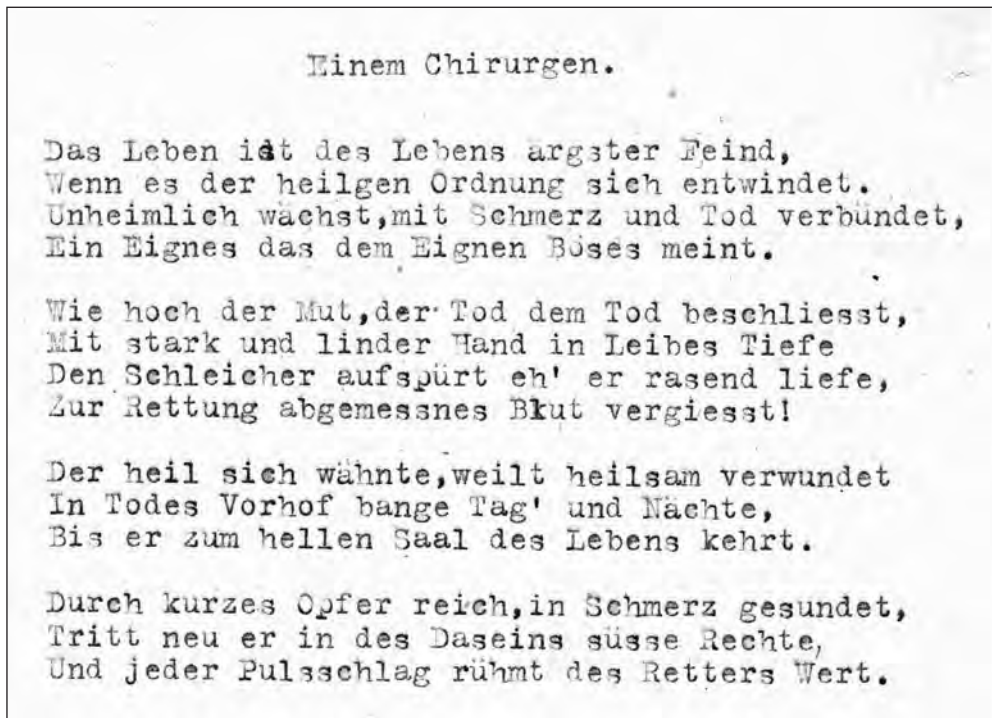 Einem Chirurgen.
Das Leben ist des Lebens ärgster Feind,
Wenn es der heilgen Ordnung sich entwindet.
Unheimlich wächst,mit Schmerz und Tod verbündet,
Ein Eignes das dem Eignen Böses meint.
Wie hoch der Mut,der Tod dem Tod beschliesst,
Mit stark und linder Hand in Leibes Tiefe
Den Schleicher aufspürt eh' er rasend liefe,
Zur Rettung abgemessnes Blut vergiesst!
Der heil sich wähnte,weilt heilsam verwundet
In Todes Vorhof bange Tag' und Nächte,
Bis er zum hellen Saal des Lebens kehrt.
Durch kurzes Opfer reich,in Schmerz gesundet,
Tritt neu er in des Daseins süsse Rechte,
Und jeder Pulsschlag rühmt des Retters Wert.